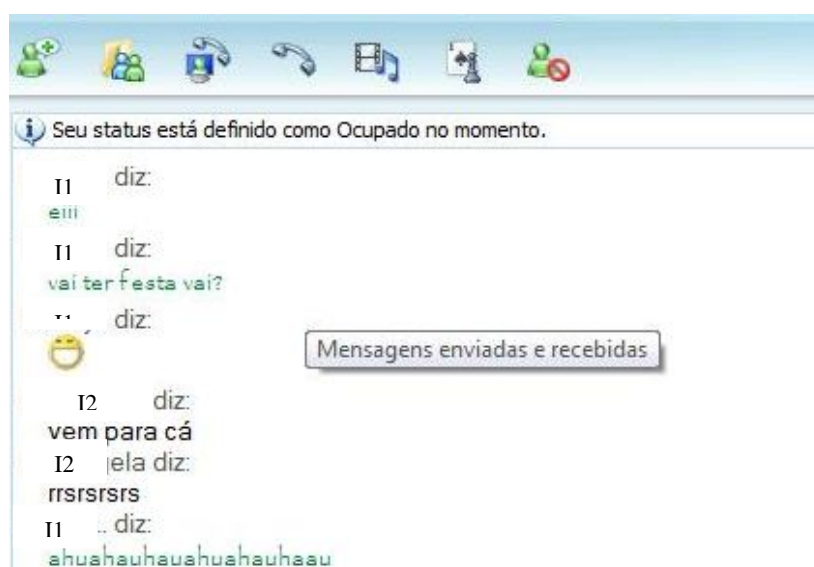 Seu status está definido como Ocupado no momento.
I1 diz:
eiii
I1 diz:
vai ter festa vai?
diz:
Mensagens enviadas e recebidas
I2 diz:
vem para cá
I2 ela diz:
rrsrsrsrs
I1 .. diz:
ahuahauhauahuahauhaau